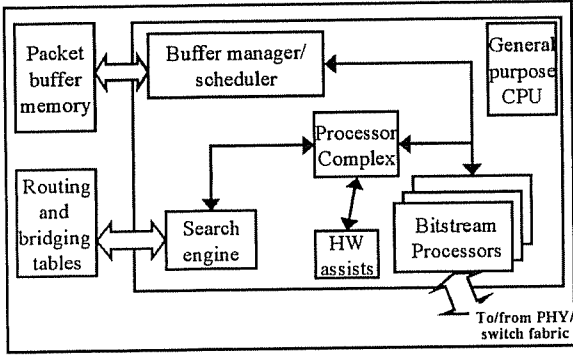 Packet
buffer
memory
Buffer manager/
scheduler
General
purpose
CPU
Processor
Complex
Routing
and
bridging
tables
Search
engine
HW
assists
Bitstream
Processors
To/from PHY/
switch fabric